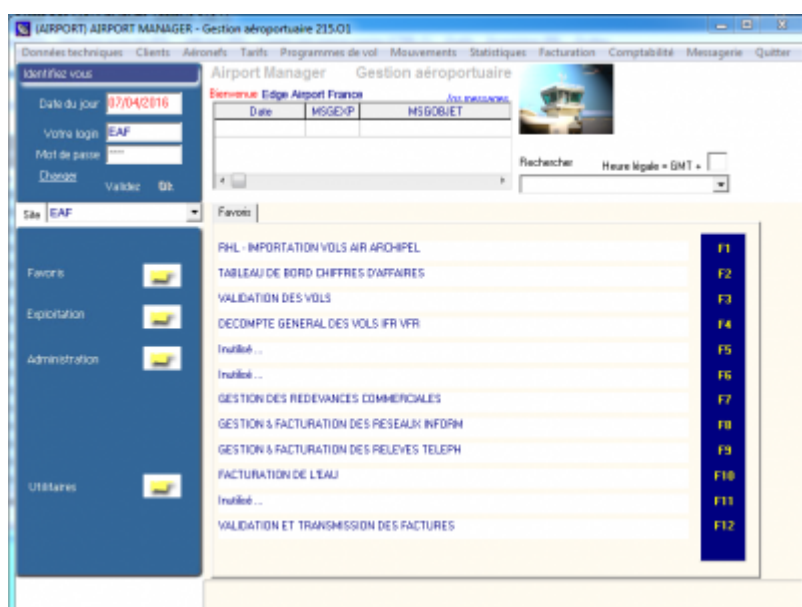 (AIRPORT) AIRPORT MANAGER - Gestion aéroportuaire 215.01
Données techniques Clients Aéronefs Tarifs Programmes de vol Mouvements Statistiques Facturation Comptabilité Messagerie Quitter
Identifiez vous
Airport Manager Gestion aéroportuaire
Bienvenue Edge Airport France
Date du jour 07/04/2016
Date MSGEXP MSGOBJET
Votre login EAF
Mot de passe ****
Changer
Validez OK
Rechercher Heure légale = GMT +
Site EAF
Favoris
RHL - IMPORTATION VOLS AIR ARCHIPEL F1
Favoris
TABLEAU DE BORD CHIFFRES D'AFFAIRES F2
VALIDATION DES VOLS F3
Exploitation
DECOMPTE GENERAL DES VOLS IFR VFR F4
Inutilisé ... F5
Administration
Inutilisé ... F6
GESTION DES REDEVANCES COMMERCIALES F7
GESTION & FACTURATION DES RESEAUX INFORM F8
GESTION & FACTURATION DES RELEVES TELEPH F9
FACTURATION DE L'EAU F10
Utilitaires
Inutilisé ... F11
VALIDATION ET TRANSMISSION DES FACTURES F12